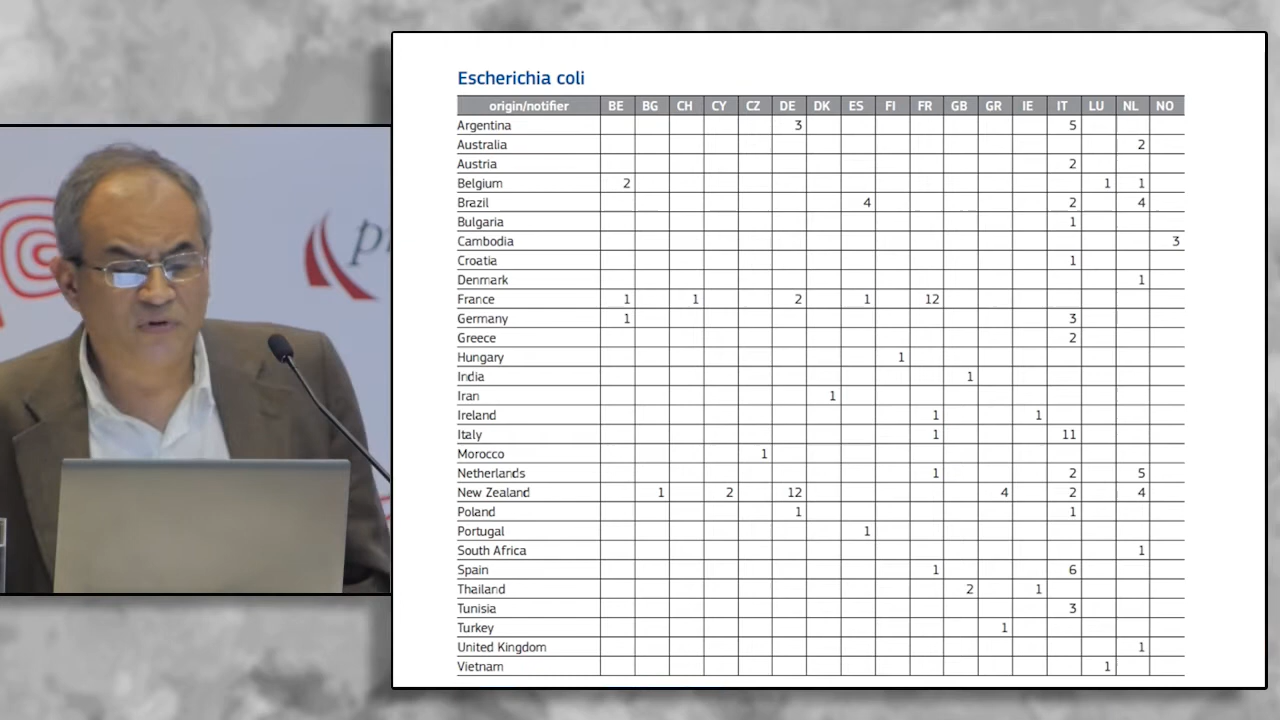 Escherichia coli
origin/notifier BE BG CH CY CZ DE DK ES FI FR GB GR IE IT LU NL NO
Argentina 3 5
Australia 2
Austria 2
Belgium 2 1 1
Brazil 4 2 4
Bulgaria 1
Cambodia 3
Croatia 1
Denmark 1
France 1 1 2 1 12
Germany 1 3
Greece 2
Hungary 1
India 1
Iran 1
Ireland 1 1
Italy 1 11
Morocco 1
Netherlands 1 2 5
New Zealand 1 2 12 4 2 4
Poland 1 1
Portugal 1
South Africa 1
Spain 1 6
Thailand 2 1
Tunisia 3
Turkey 1
United Kingdom 1
Vietnam 1